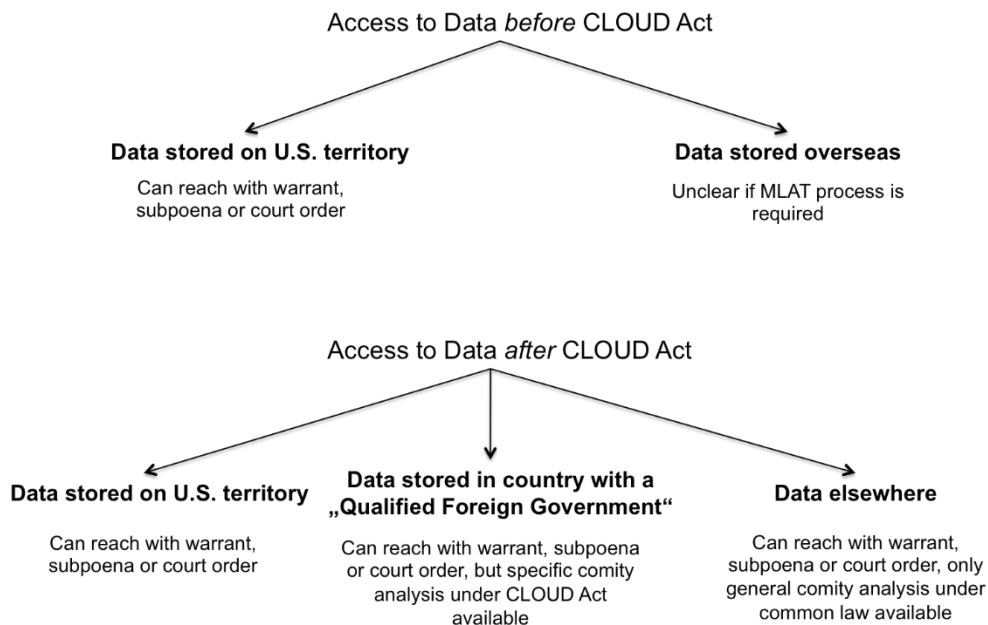 Access to Data before CLOUD Act
Data stored on U.S. territory
Can reach with warrant,
subpoena or court order
Data stored overseas
Unclear if MLAT process is
required
Access to Data after CLOUD Act
Data stored on U.S. territory
Can reach with warrant,
subpoena or court order
Data stored in country with a
„Qualified Foreign Government“
Can reach with warrant, subpoena
or court order, but specific comity
analysis under CLOUD Act
available
Data elsewhere
Can reach with warrant,
subpoena or court order, only
general comity analysis under
common law available